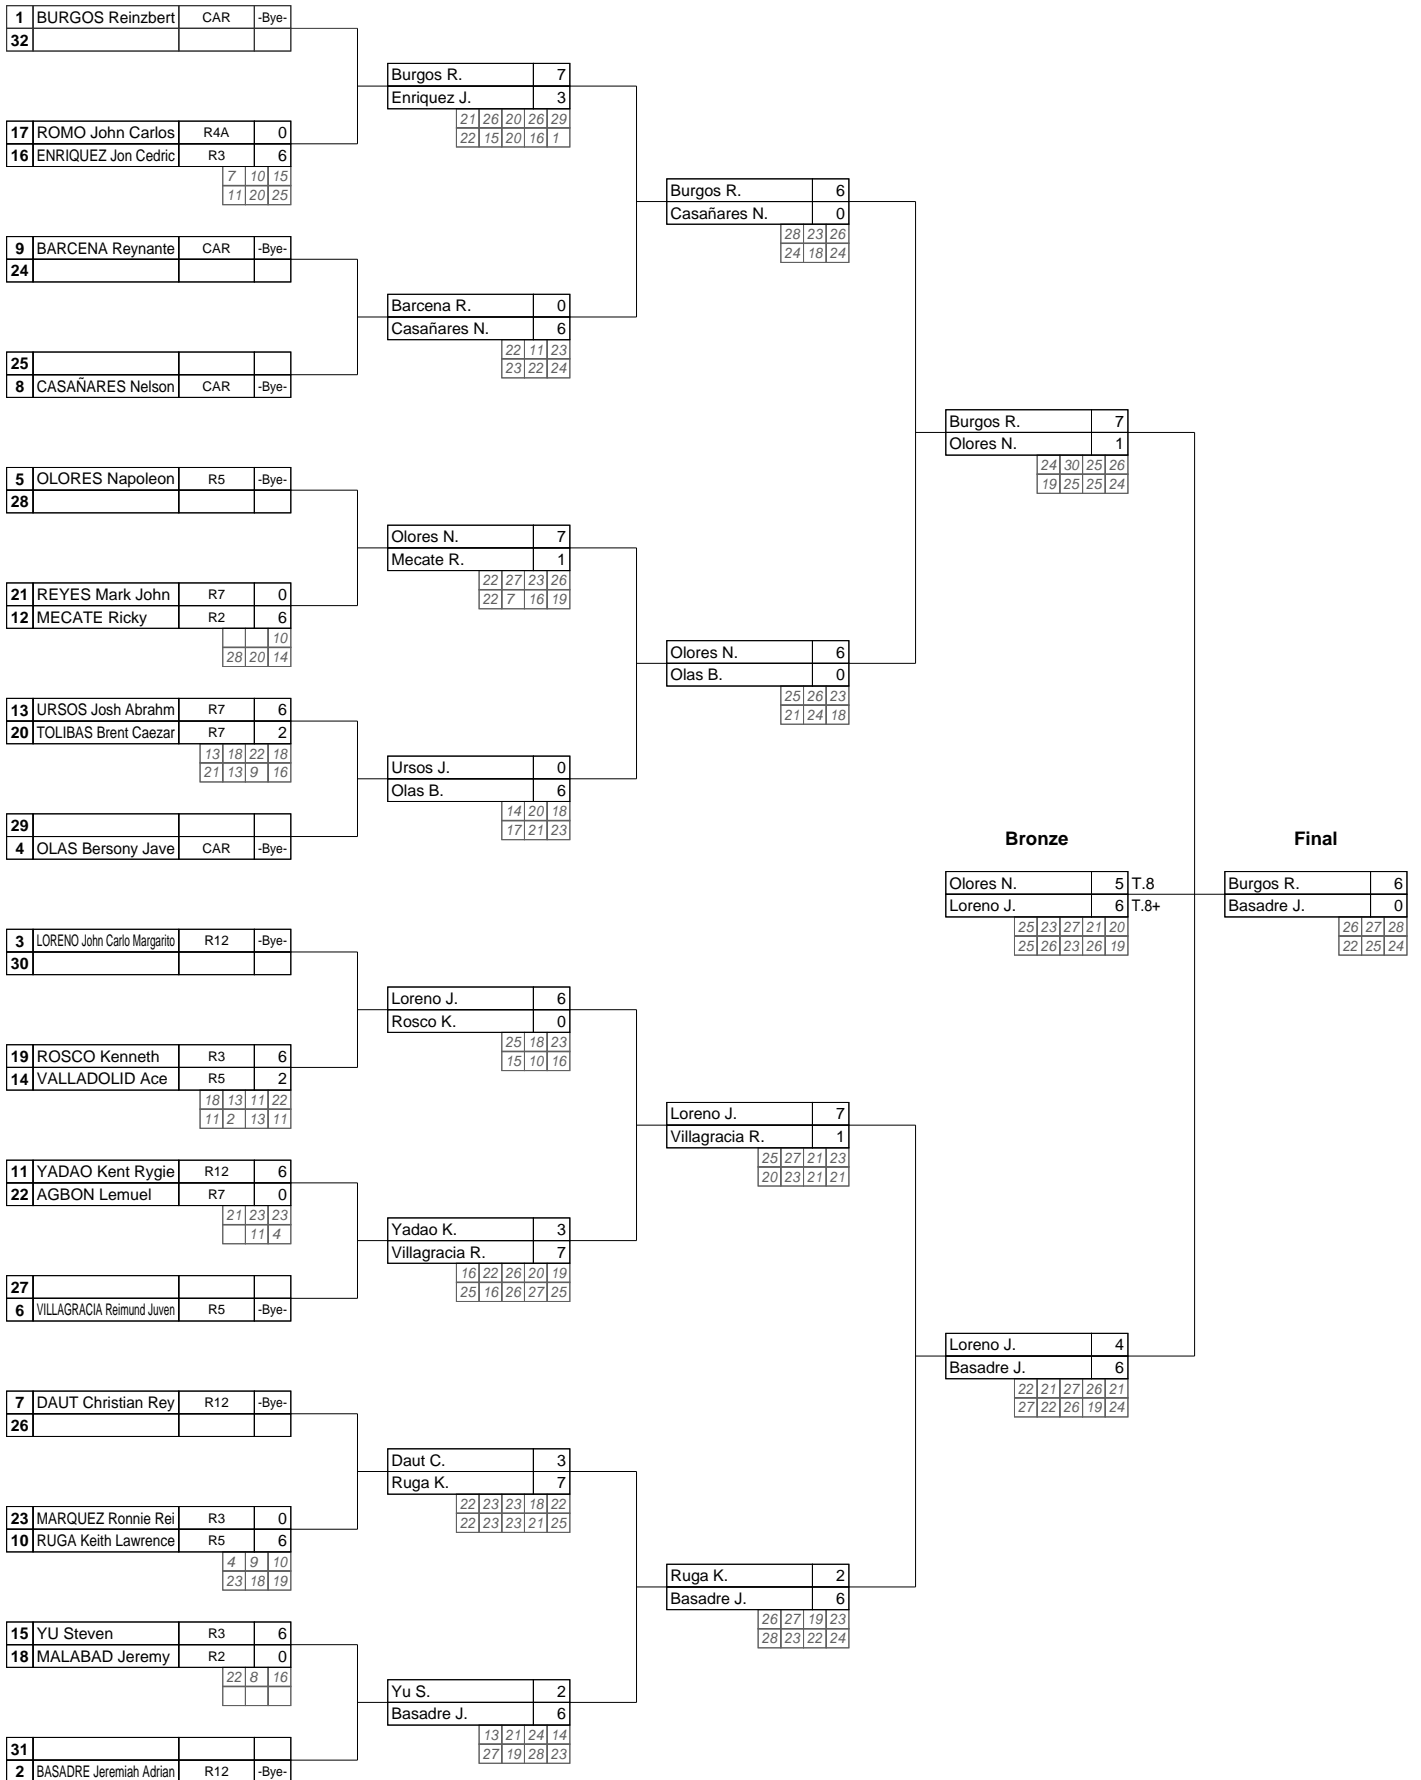 1 BURGOS Reinzbert CAR -Bye-
32
Burgos R. 7
Enriquez J. 3
21 26 20 26 29
22 15 20 16 1
17 ROMO John Carlos R4A 0
16 ENRIQUEZ Jon Cedric R3 6
7 10 15
11 20 25
Burgos R. 6
Casañares N. 0
28 23 26
24 18 24
9 BARCENA Reynante CAR -Bye-
24
Barcena R. 0
Casañares N. 6
22 11 23
23 22 24
25
8 CASAÑARES Nelson CAR -Bye-
Burgos R. 7
Olores N. 1
24 30 25 26
19 25 25 24
5 OLORES Napoleon R5 -Bye-
28
Olores N. 7
Mecate R. 1
22 27 23 26
22 7 16 19
21 REYES Mark John R7 0
12 MECATE Ricky R2 6
10
28 20 14
Olores N. 6
Olas B. 0
25 26 23
21 24 18
13 URSOS Josh Abrahm R7 6
20 TOLIBAS Brent Caezar R7 2
13 18 22 18
21 13 9 16
Ursos J. 0
Olas B. 6
14 20 18
17 21 23
29
4 OLAS Bersony Jave CAR -Bye-
Bronze Final
Olores N. 5 T.8
Loreno J. 6 T.8+
25 23 27 21 20
25 26 23 26 19
Burgos R. 6
Basadre J. 0
26 27 28
22 25 24
3 LORENO John Carlo Margarito R12 -Bye-
30
Loreno J. 6
Rosco K. 0
25 18 23
15 10 16
19 ROSCO Kenneth R3 6
14 VALLADOLID Ace R5 2
18 13 11 22
11 2 13 11
Loreno J. 7
Villagracia R. 1
25 27 21 23
20 23 21 21
11 YADAO Kent Rygie R12 6
22 AGBON Lemuel R7 0
21 23 23
11 4
Yadao K. 3
Villagracia R. 7
16 22 26 20 19
25 16 26 27 25
27
6 VILLAGRACIA Reimund Juven R5 -Bye-
Loreno J. 4
Basadre J. 6
22 21 27 26 21
27 22 26 19 24
7 DAUT Christian Rey R12 -Bye-
26
Daut C. 3
Ruga K. 7
22 23 23 18 22
22 23 23 21 25
23 MARQUEZ Ronnie Rei R3 0
10 RUGA Keith Lawrence R5 6
4 9 10
23 18 19
Ruga K. 2
Basadre J. 6
26 27 19 23
28 23 22 24
15 YU Steven R3 6
18 MALABAD Jeremy R2 0
22 8 16
Yu S. 2
Basadre J. 6
13 21 24 14
27 19 28 23
31
2 BASADRE Jeremiah Adrian R12 -Bye-